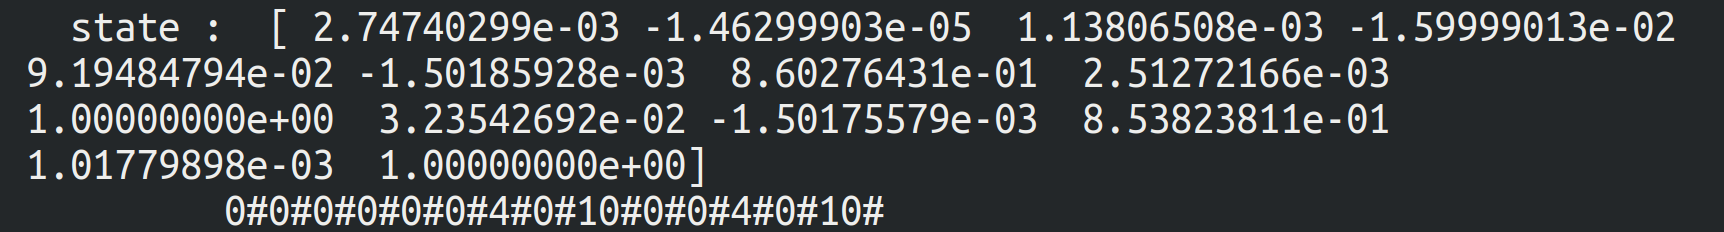 state :  [ 2.74740299e-03 -1.46299903e-05  1.13806508e-03 -1.59999013e-02
9.19484794e-02 -1.50185928e-03  8.60276431e-01  2.51272166e-03
1.00000000e+00  3.23542692e-02 -1.50175579e-03  8.53823811e-01
1.01779898e-03  1.00000000e+00]
0#0#0#0#0#0#4#0#10#0#0#4#0#10#